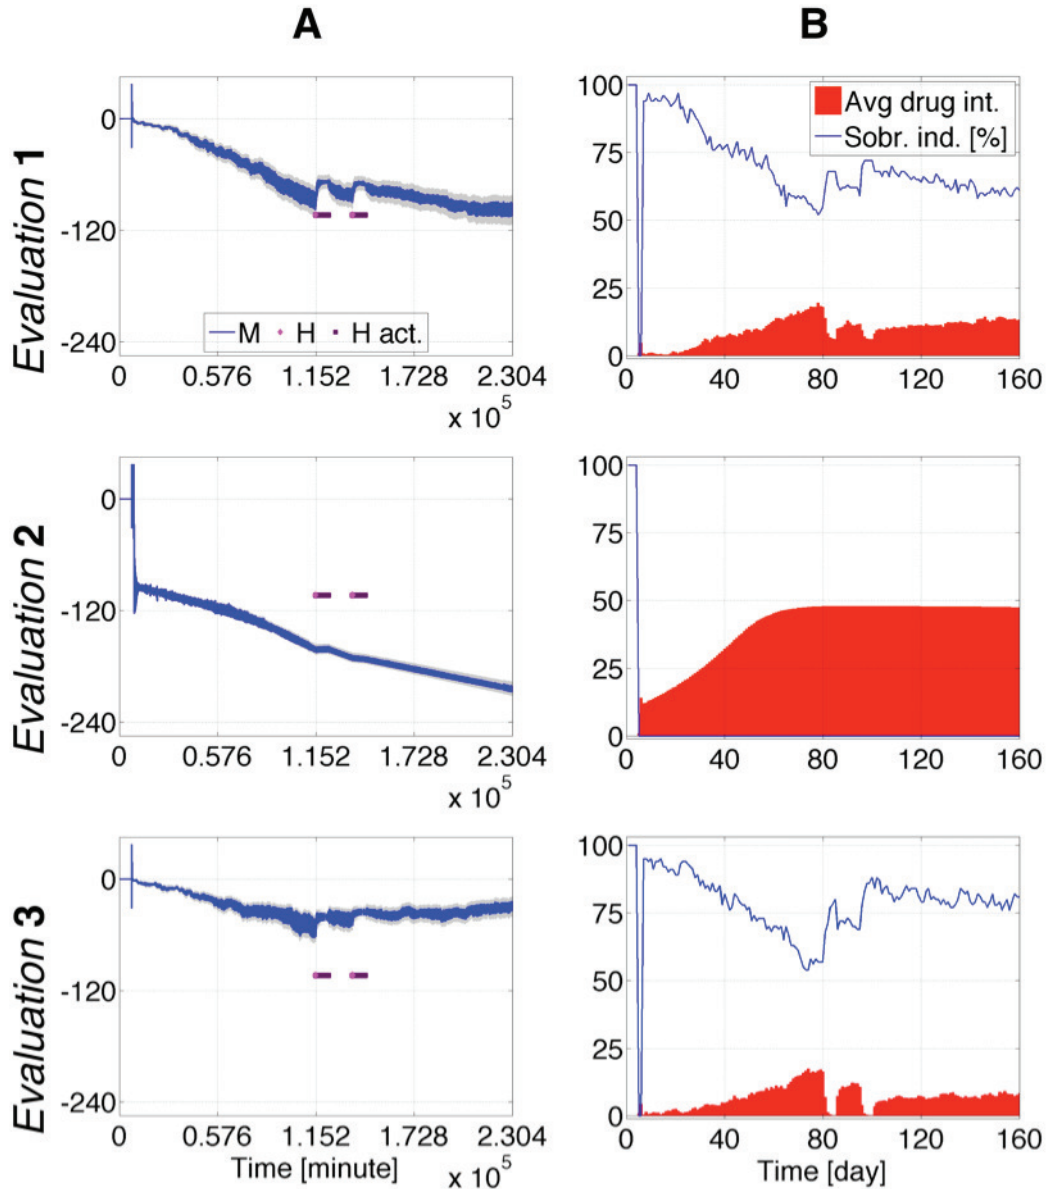 A B
Evaluation 1
0
-120
-240
M H H act.
0 0.576 1.152 1.728 2.304
x 10^5
100
75
50
25
0
Avg drug int.
Sobr. ind. [%]
0 40 80 120 160
Evaluation 2
0
-120
-240
0 0.576 1.152 1.728 2.304
x 10^5
100
75
50
25
0
0 40 80 120 160
Evaluation 3
0
-120
-240
0 0.576 1.152 1.728 2.304
Time [minute] x 10^5
100
75
50
25
0
0 40 80 120 160
Time [day]